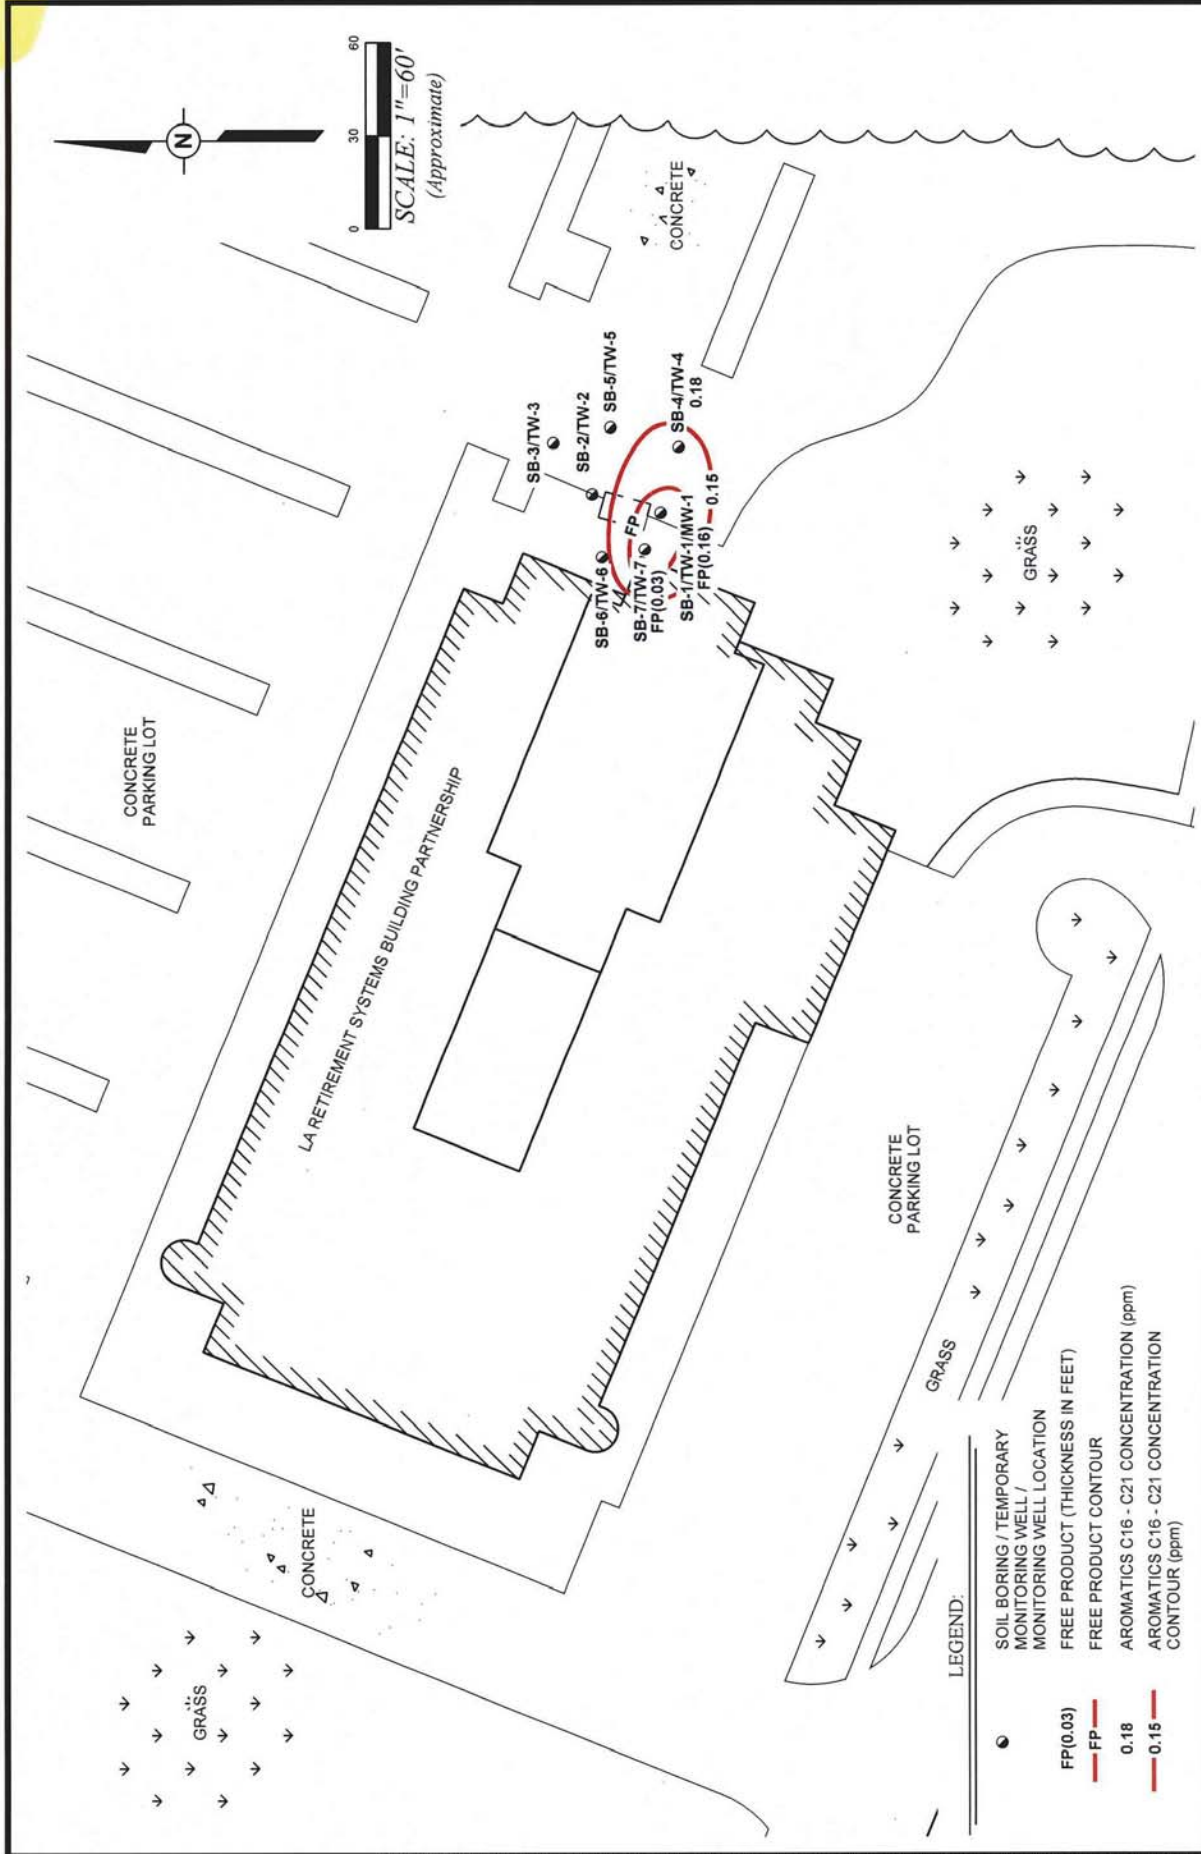 N
0 30 60
SCALE: 1"=60'
(Approximate)
CONCRETE
PARKING LOT
LA RETIREMENT SYSTEMS BUILDING PARTNERSHIP
CONCRETE
SB-3/TW-3
SB-2/TW-2
SB-5/TW-5
SB-6/TW-6
FP
SB-7/TW-7
FP(0.03)
SB-4/TW-4
0.18
SB-1/TW-1/MW-1
FP(0.16)
0.15
CONCRETE
GRASS
GRASS
CONCRETE
PARKING LOT
GRASS
LEGEND:
SOIL BORING / TEMPORARY
MONITORING WELL /
MONITORING WELL LOCATION
FP(0.03) FREE PRODUCT (THICKNESS IN FEET)
FP FREE PRODUCT CONTOUR
0.18 AROMATICS C16 - C21 CONCENTRATION (ppm)
0.15 AROMATICS C16 - C21 CONCENTRATION
CONTOUR (ppm)